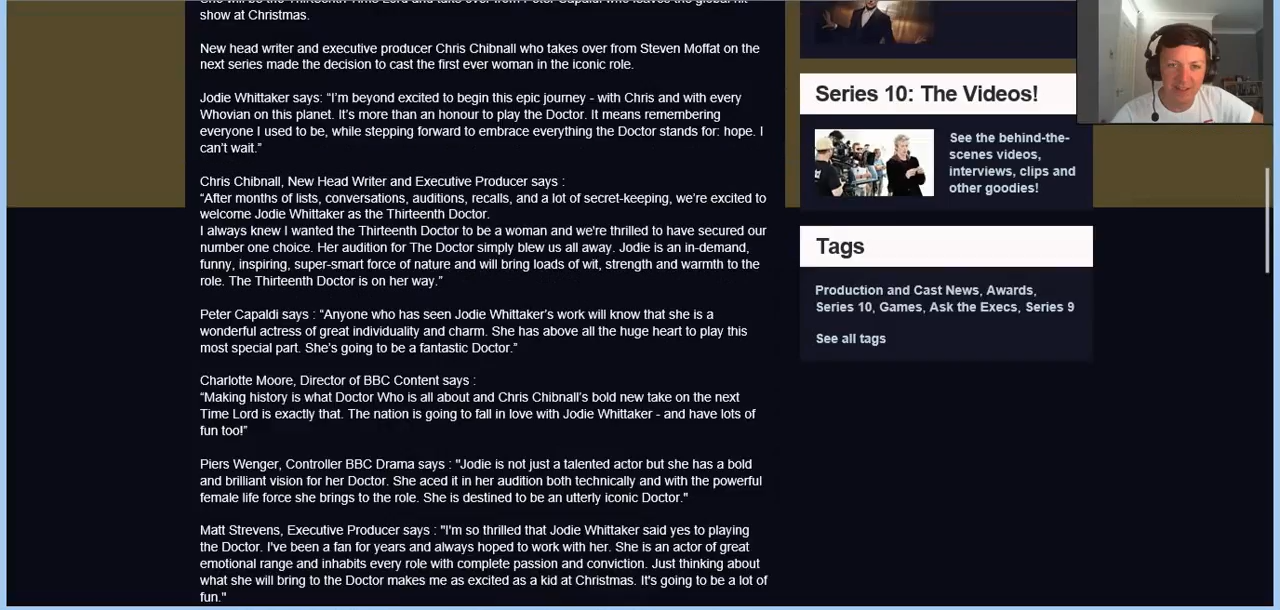 She will be the Thirteenth Time Lord and take over from Peter Capaldi who leaves the global hit
show at Christmas.
New head writer and executive producer Chris Chibnall who takes over from Steven Moffat on the
next series made the decision to cast the first ever woman in the iconic role.
Jodie Whittaker says: “I’m beyond excited to begin this epic journey - with Chris and with every
Whovian on this planet. It’s more than an honour to play the Doctor. It means remembering
everyone I used to be, while stepping forward to embrace everything the Doctor stands for: hope. I
can’t wait.”
Chris Chibnall, New Head Writer and Executive Producer says :
“After months of lists, conversations, auditions, recalls, and a lot of secret-keeping, we’re excited to
welcome Jodie Whittaker as the Thirteenth Doctor.
I always knew I wanted the Thirteenth Doctor to be a woman and we're thrilled to have secured our
number one choice. Her audition for The Doctor simply blew us all away. Jodie is an in-demand,
funny, inspiring, super-smart force of nature and will bring loads of wit, strength and warmth to the
role. The Thirteenth Doctor is on her way.”
Peter Capaldi says : “Anyone who has seen Jodie Whittaker’s work will know that she is a
wonderful actress of great individuality and charm. She has above all the huge heart to play this
most special part. She’s going to be a fantastic Doctor.”
Charlotte Moore, Director of BBC Content says :
“Making history is what Doctor Who is all about and Chris Chibnall’s bold new take on the next
Time Lord is exactly that. The nation is going to fall in love with Jodie Whittaker - and have lots of
fun too!”
Piers Wenger, Controller BBC Drama says : "Jodie is not just a talented actor but she has a bold
and brilliant vision for her Doctor. She aced it in her audition both technically and with the powerful
female life force she brings to the role. She is destined to be an utterly iconic Doctor."
Matt Strevens, Executive Producer says : "I'm so thrilled that Jodie Whittaker said yes to playing
the Doctor. I've been a fan for years and always hoped to work with her. She is an actor of great
emotional range and inhabits every role with complete passion and conviction. Just thinking about
what she will bring to the Doctor makes me as excited as a kid at Christmas. It's going to be a lot of
fun."
Series 10: The Videos!
See the behind-the-
scenes videos,
interviews, clips and
other goodies!
Tags
Production and Cast News, Awards,
Series 10, Games, Ask the Execs, Series 9
See all tags